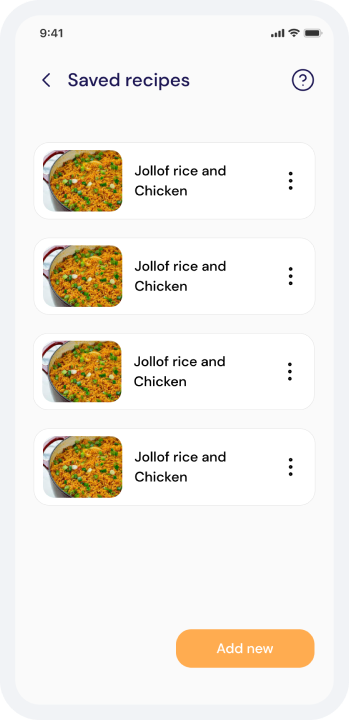 9:41
Saved recipes
?
Jollof rice and
Chicken
Jollof rice and
Chicken
Jollof rice and
Chicken
Jollof rice and
Chicken
Add new